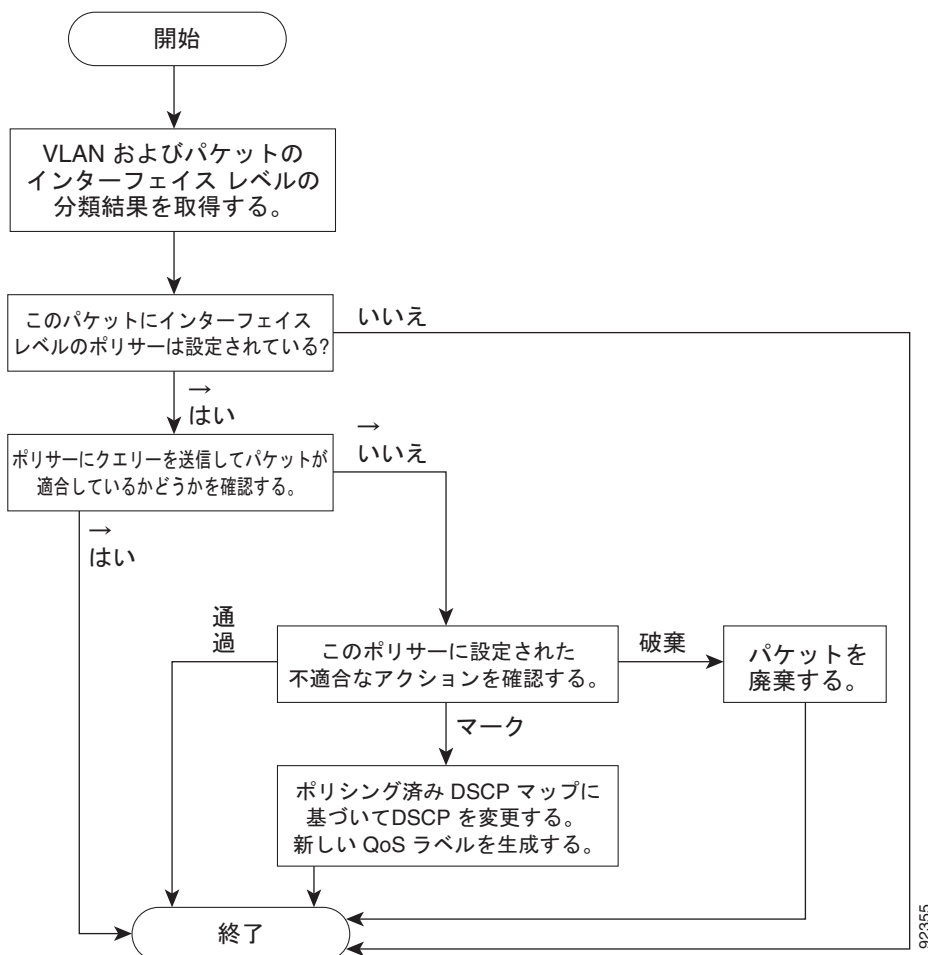 開始
VLAN およびパケットの
インターフェイス レベルの
分類結果を取得する。
このパケットにインターフェイス
レベルのポリサーは設定されている?
いいえ
→
はい
ポリサーにクエリーを送信してパケットが
適合しているかどうかを確認する。
→
いいえ
→
はい
通
過
このポリサーに設定された
不適合なアクションを確認する。
破棄
パケットを
廃棄する。
マーク
ポリシング済み DSCP マップに
基づいてDSCP を変更する。
新しい QoS ラベルを生成する。
終了
92355